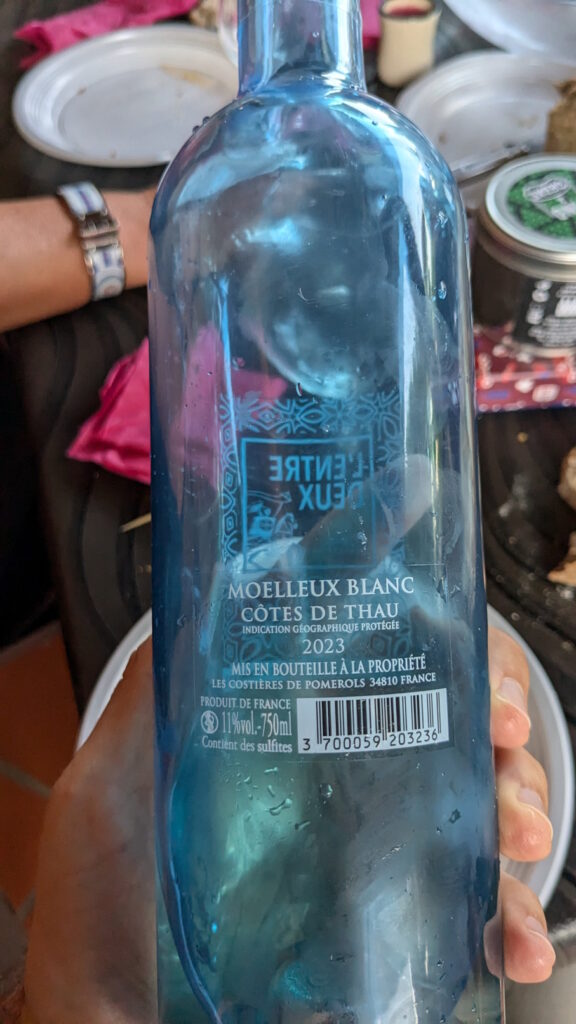 L'ENTRE
DEUX
MOELLEUX BLANC
CÔTES DE THAU
INDICATION GÉOGRAPHIQUE PROTÉGÉE
2023
MIS EN BOUTEILLE À LA PROPRIÉTÉ
LES COSTIÈRES DE POMEROLS 34810 FRANCE
PRODUIT DE FRANCE
11%vol.-750ml
Contient des sulfites
3 700059 203236